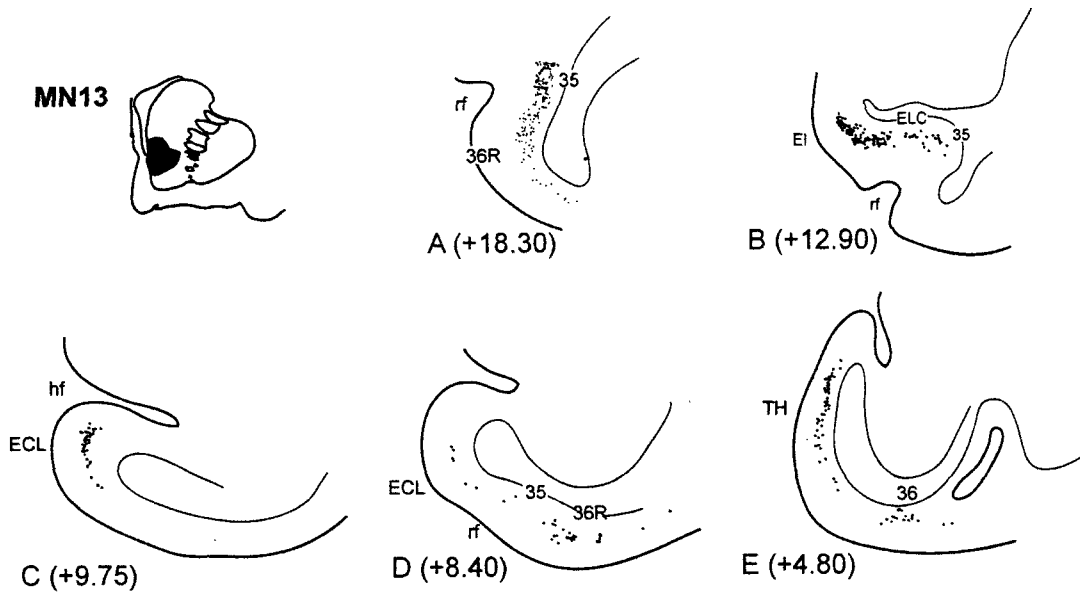 MN13
rf
35
36R
A (+18.30)
EI
ELC
35
rf
B (+12.90)
hf
ECL
C (+9.75)
ECL
35
36R
rf
D (+8.40)
TH
36
E (+4.80)